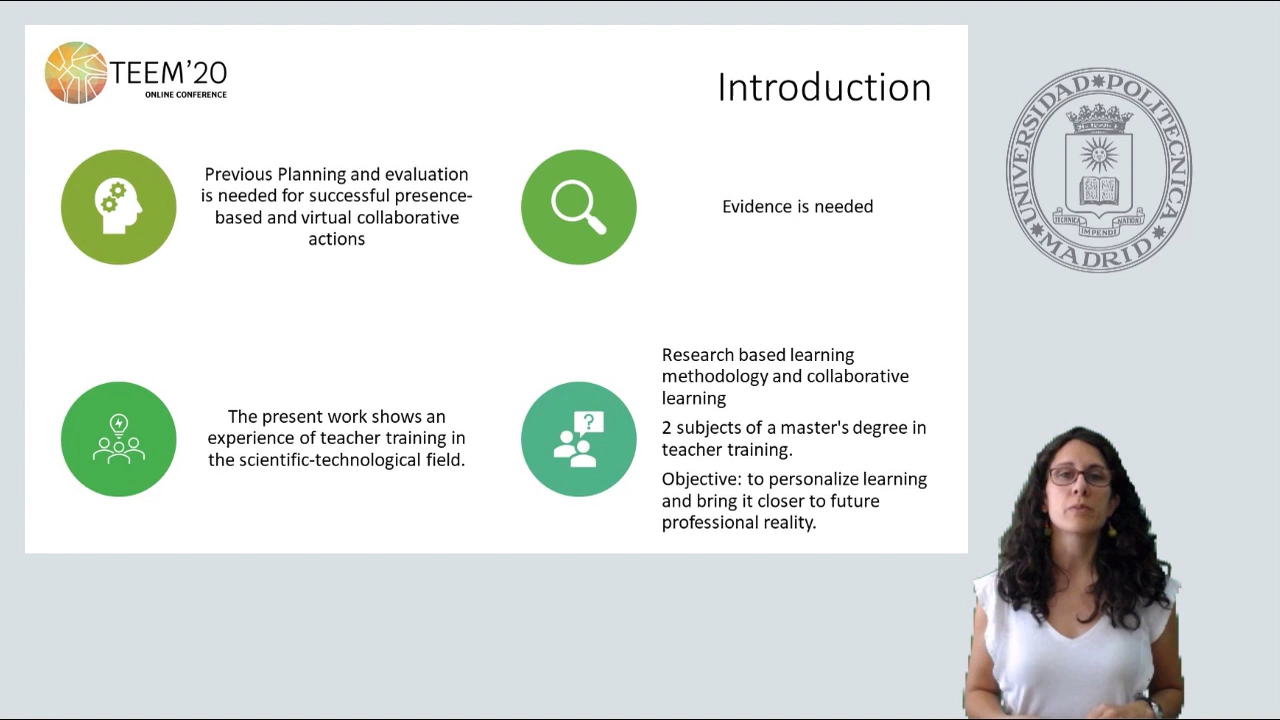 TEEM'20
ONLINE CONFERENCE
Introduction
Previous Planning and evaluation
is needed for successful presence-
based and virtual collaborative
actions
Evidence is needed
The present work shows an
experience of teacher training in
the scientific-technological field.
?
Research based learning
methodology and collaborative
learning
2 subjects of a master's degree in
teacher training.
Objective: to personalize learning
and bring it closer to future
professional reality.
UNIVERSIDAD POLITECNICA
MADRID
TECHNICA
IMPENDI
NATIONI